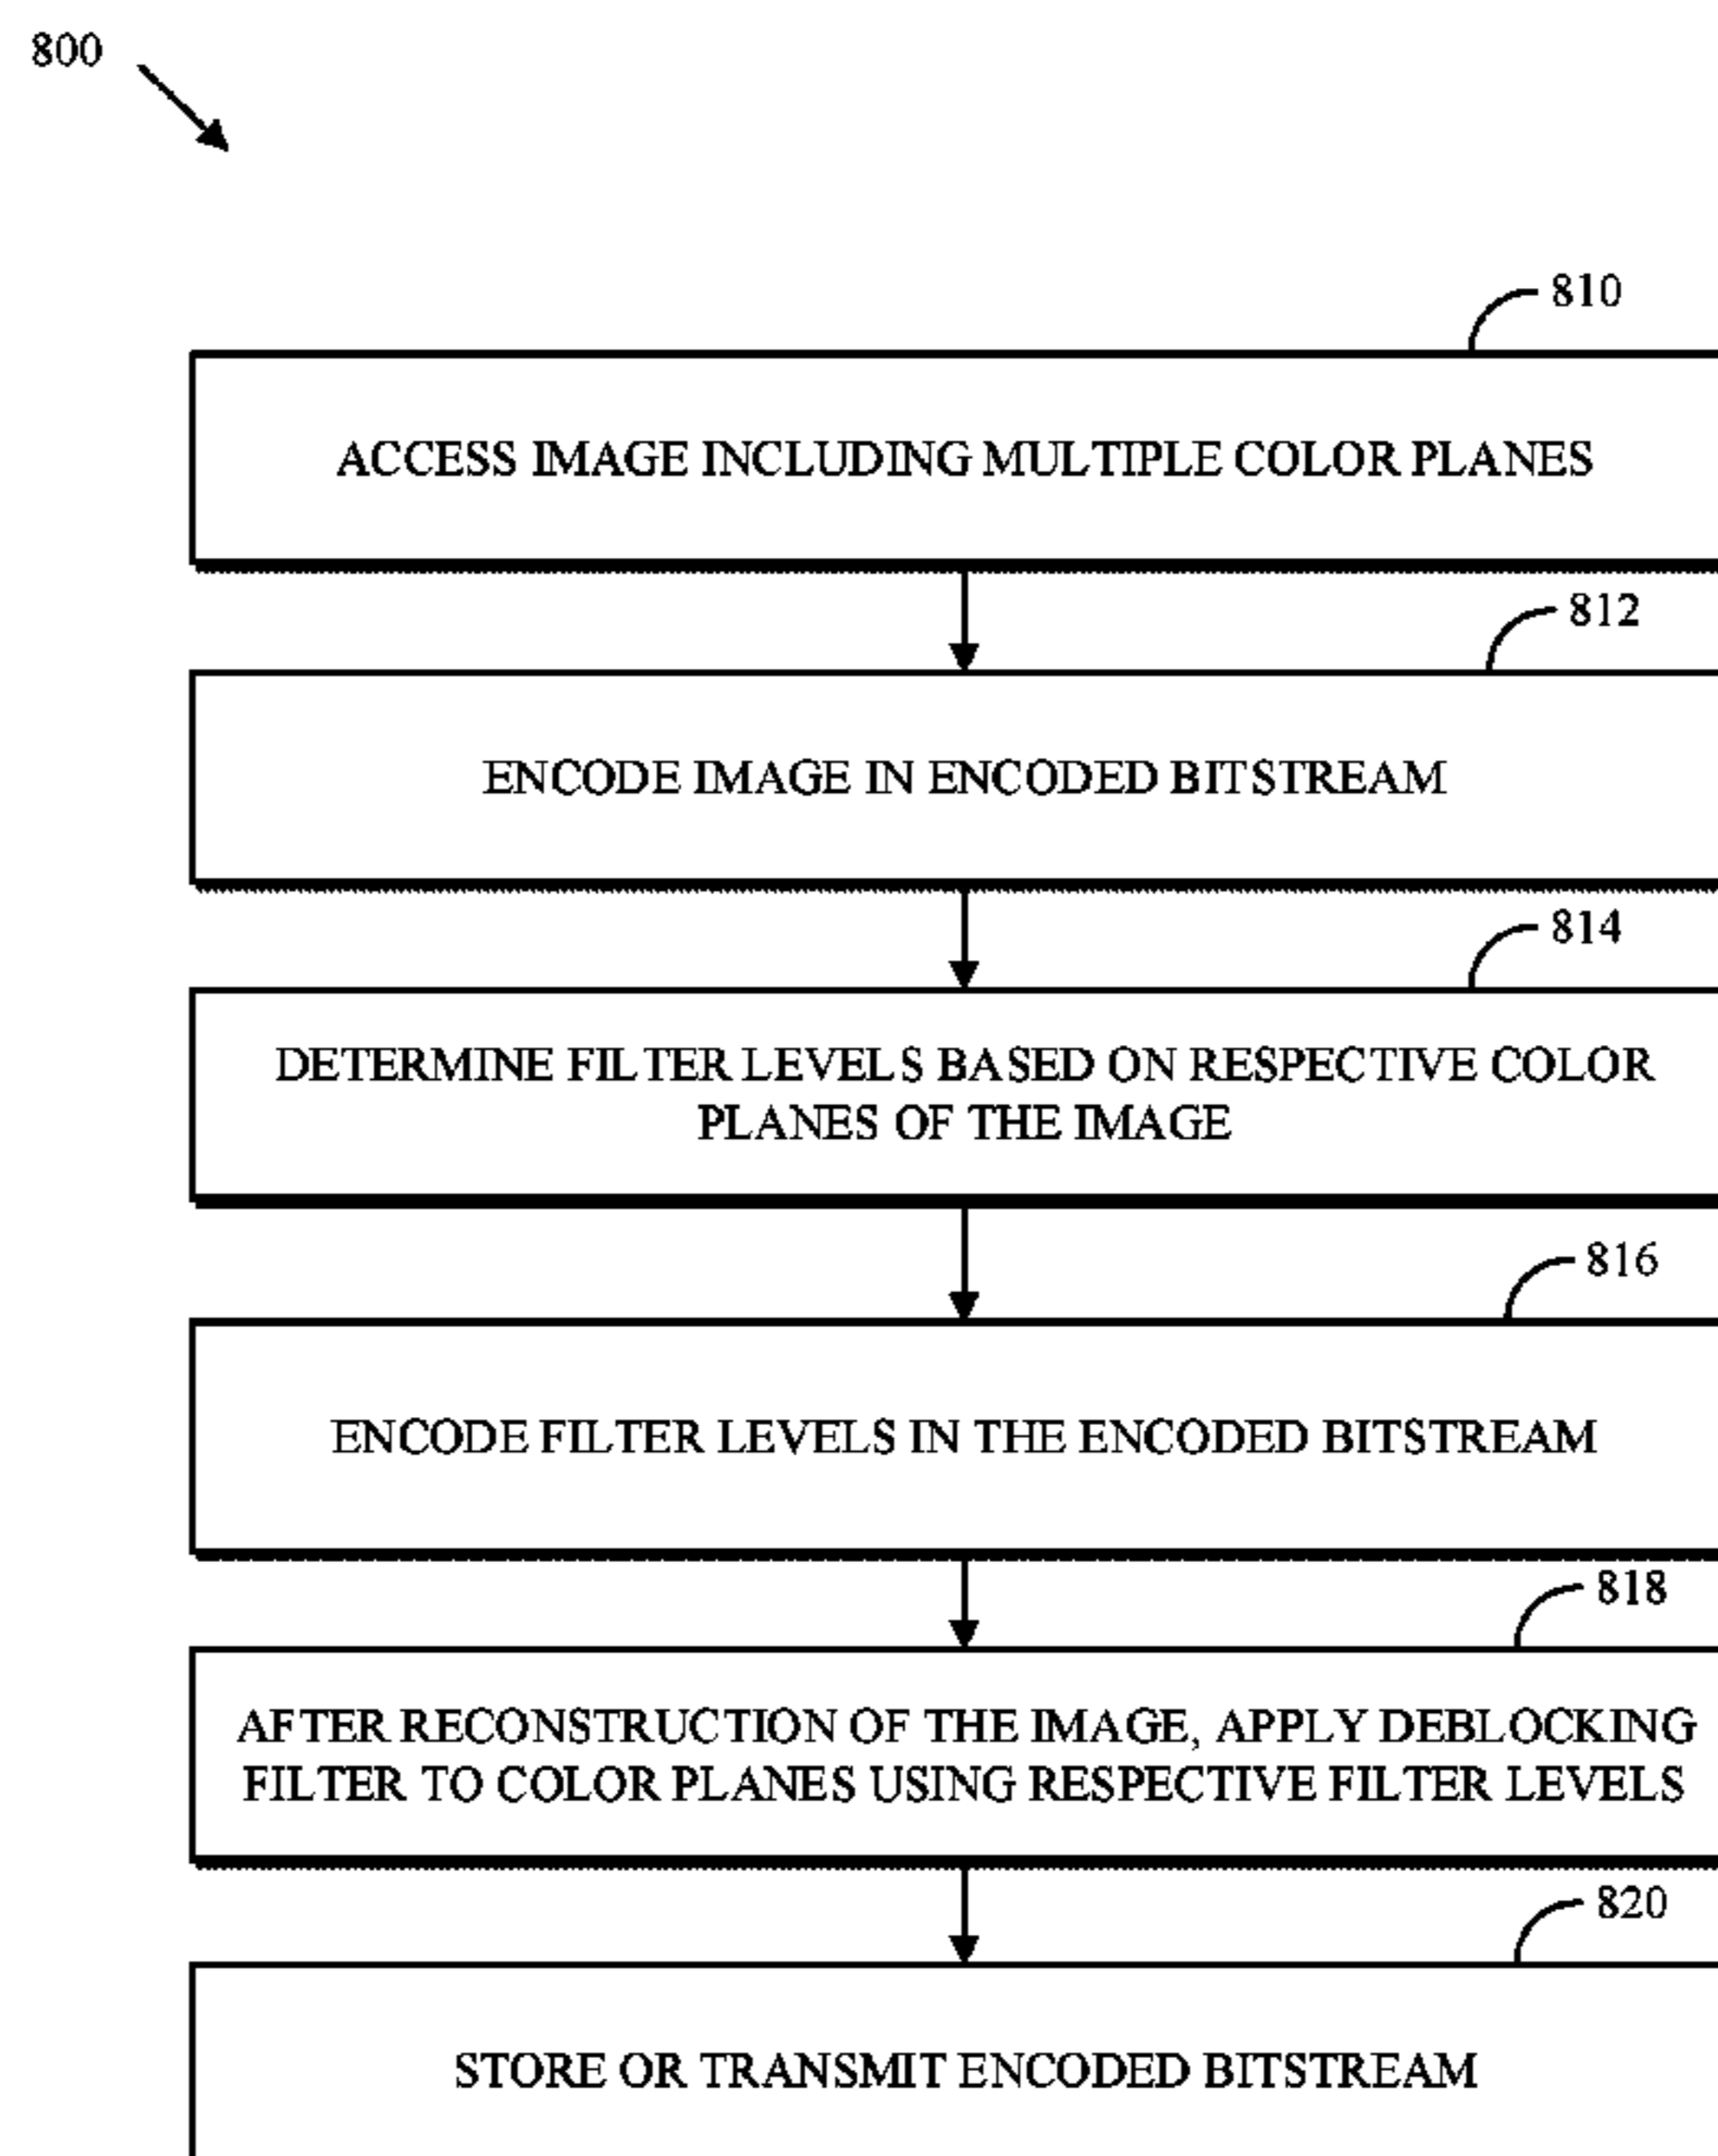 800
810
ACCESS IMAGE INCLUDING MULTIPLE COLOR PLANES
812
ENCODE IMAGE IN ENCODED BITSTREAM
814
DETERMINE FILTER LEVELS BASED ON RESPECTIVE COLOR
PLANES OF THE IMAGE
816
ENCODE FILTER LEVELS IN THE ENCODED BITSTREAM
818
AFTER RECONSTRUCTION OF THE IMAGE, APPLY DEBLOCKING
FILTER TO COLOR PLANES USING RESPECTIVE FILTER LEVELS
820
STORE OR TRANSMIT ENCODED BITSTREAM